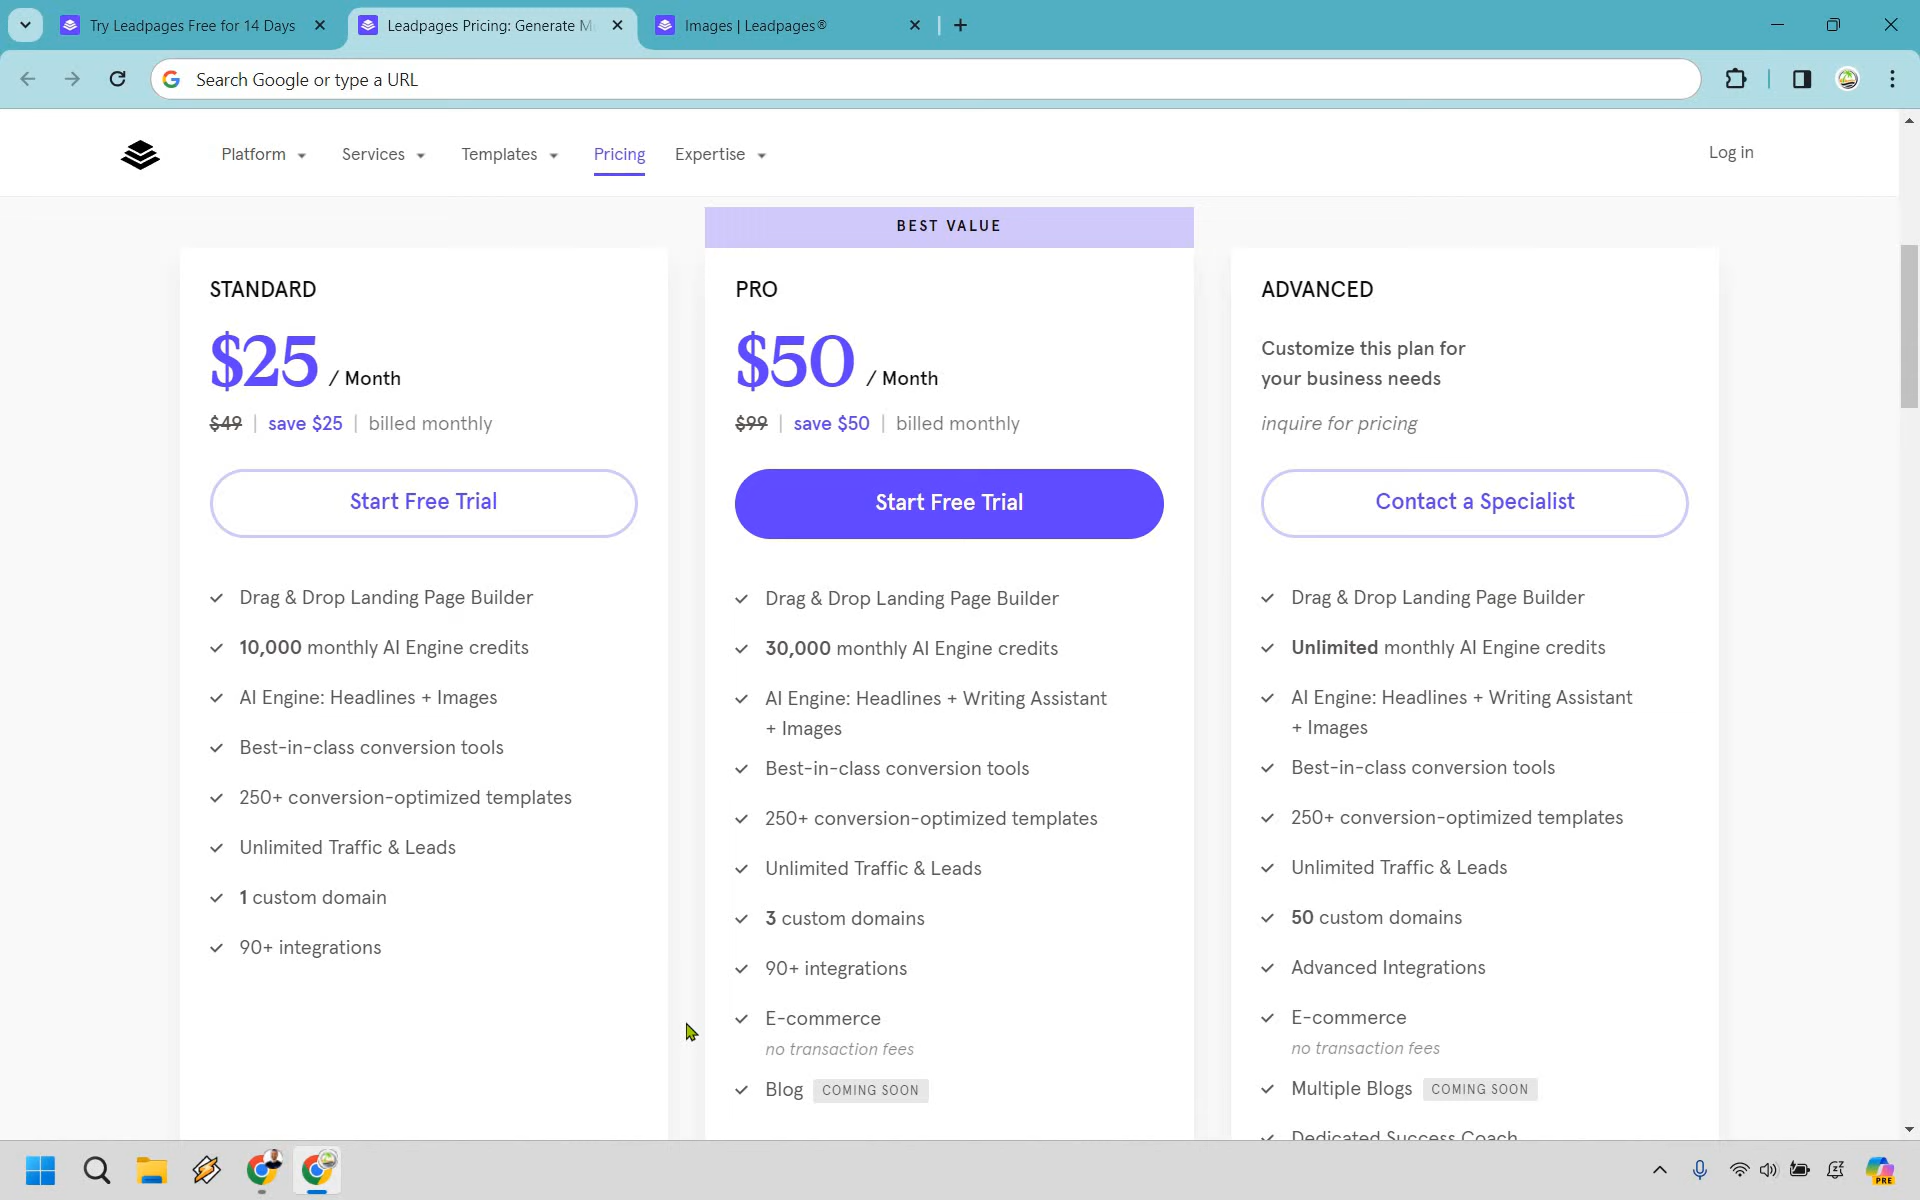 Try Leadpages Free for 14 Days
Leadpages Pricing: Generate M
Images | Leadpages®
Search Google or type a URL
Platform
Services
Templates
Pricing
Expertise
Log in
BEST VALUE
STANDARD
$25 / Month
$49 | save $25 | billed monthly
Start Free Trial
Drag & Drop Landing Page Builder
10,000 monthly AI Engine credits
AI Engine: Headlines + Images
Best-in-class conversion tools
250+ conversion-optimized templates
Unlimited Traffic & Leads
1 custom domain
90+ integrations
PRO
$50 / Month
$99 | save $50 | billed monthly
Start Free Trial
Drag & Drop Landing Page Builder
30,000 monthly AI Engine credits
AI Engine: Headlines + Writing Assistant
+ Images
Best-in-class conversion tools
250+ conversion-optimized templates
Unlimited Traffic & Leads
3 custom domains
90+ integrations
E-commerce
no transaction fees
Blog COMING SOON
ADVANCED
Customize this plan for
your business needs
inquire for pricing
Contact a Specialist
Drag & Drop Landing Page Builder
Unlimited monthly AI Engine credits
AI Engine: Headlines + Writing Assistant
+ Images
Best-in-class conversion tools
250+ conversion-optimized templates
Unlimited Traffic & Leads
50 custom domains
Advanced Integrations
E-commerce
no transaction fees
Multiple Blogs COMING SOON
Dedicated Success Coach
PRE